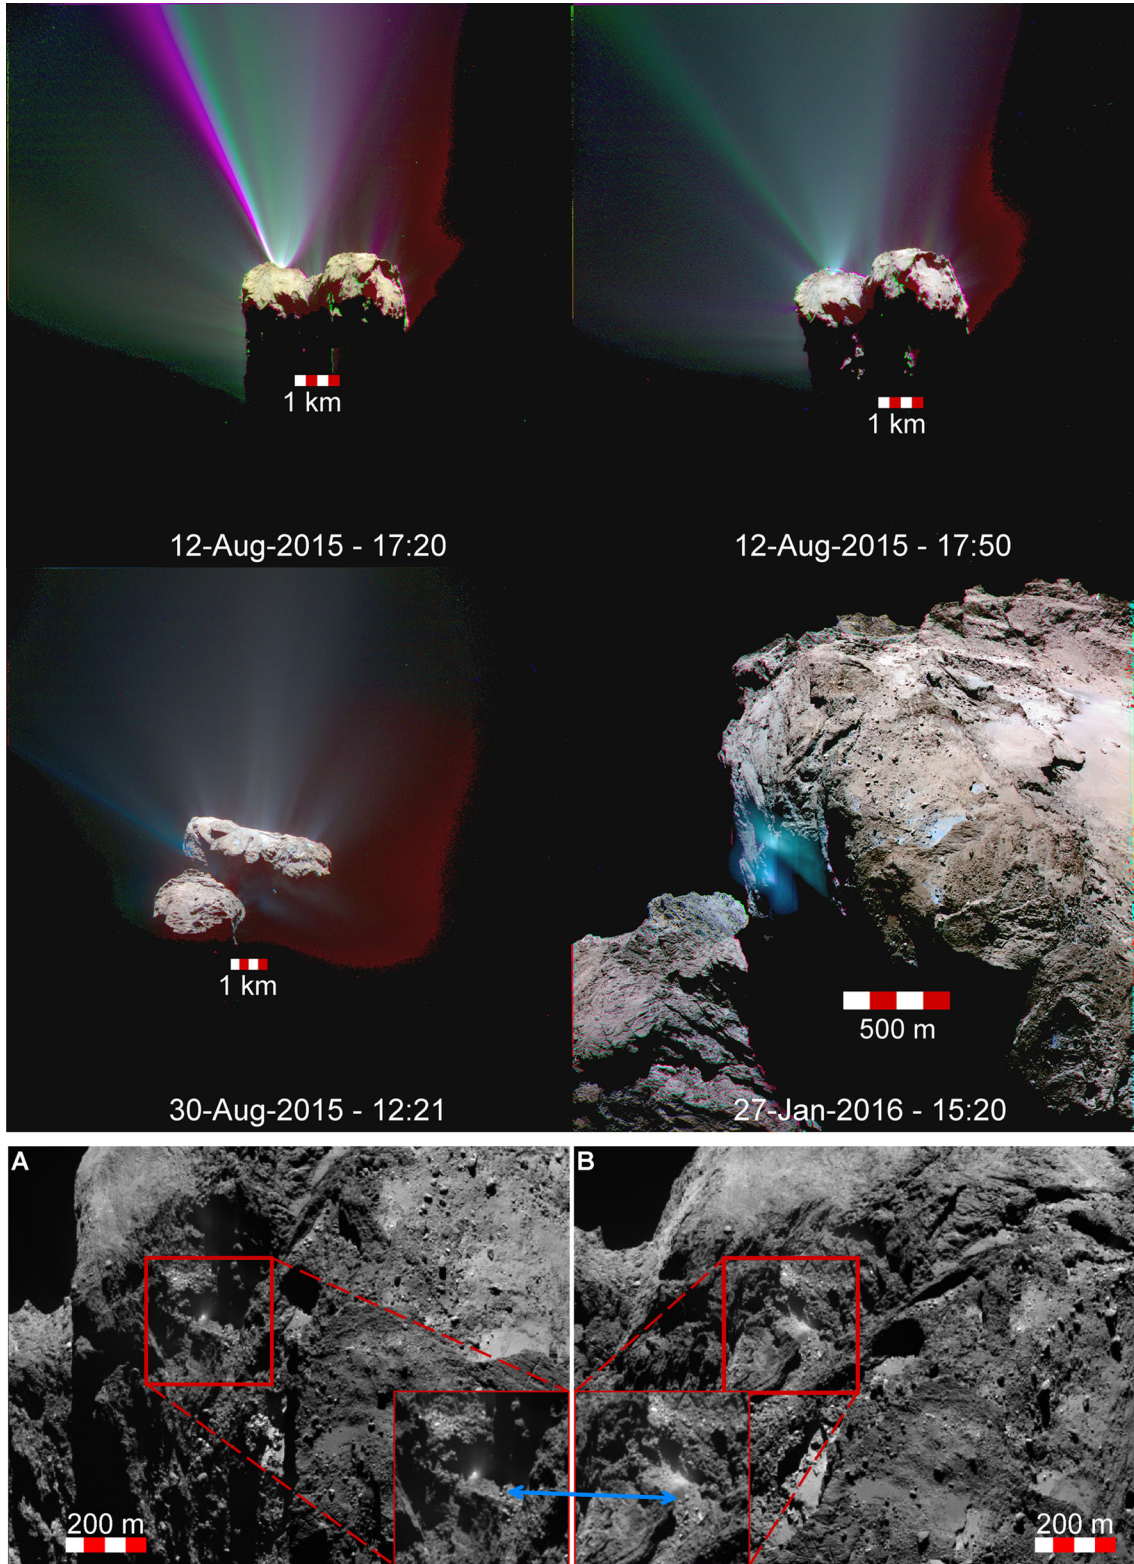 1 km
1 km
12-Aug-2015 - 17:20
12-Aug-2015 - 17:50
1 km
500 m
30-Aug-2015 - 12:21
27-Jan-2016 - 15:20
A
B
200 m
200 m